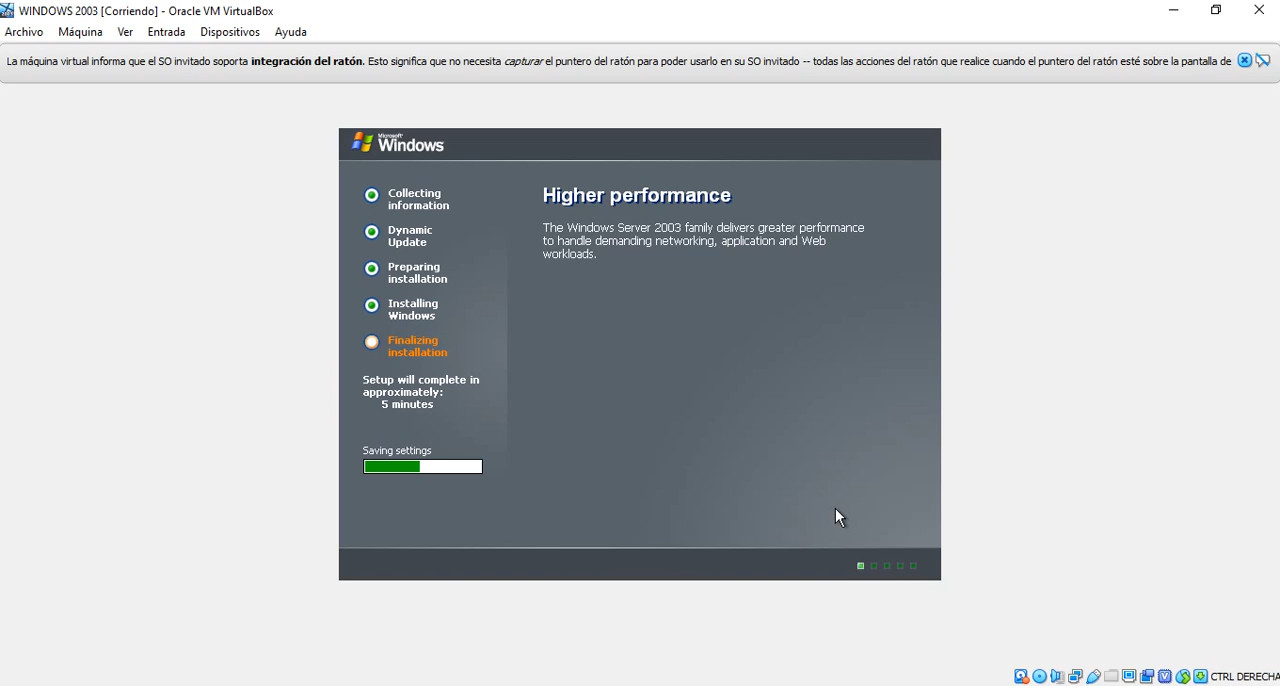 WINDOWS 2003 [Corriendo] - Oracle VM VirtualBox
Archivo Máquina Ver Entrada Dispositivos Ayuda
La máquina virtual informa que el SO invitado soporta integración del ratón. Esto significa que no necesita capturar el puntero del ratón para poder usarlo en su SO invitado -- todas las acciones del ratón que realice cuando el puntero del ratón esté sobre la pantalla de
Microsoft
Windows
Collecting
information
Dynamic
Update
Preparing
installation
Installing
Windows
Finalizing
installation
Setup will complete in
approximately:
5 minutes
Saving settings
Higher performance
The Windows Server 2003 family delivers greater performance
to handle demanding networking, application and Web
workloads.
CTRL DERECHA